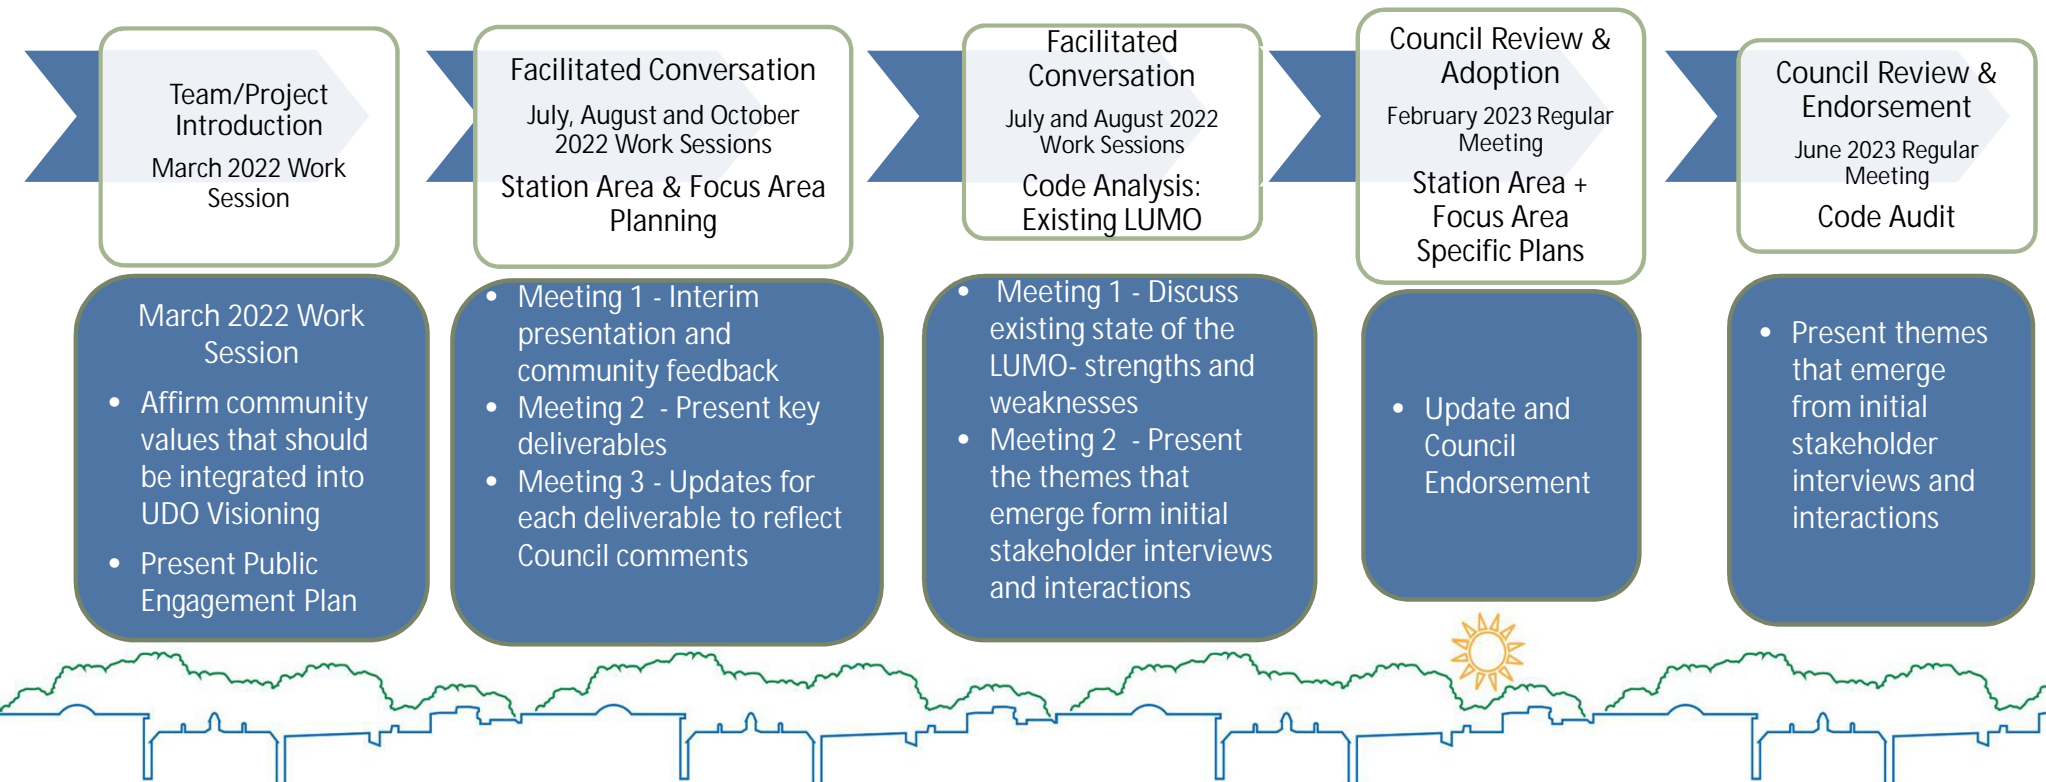 Team/Project
Introduction
March 2022 Work
Session
March 2022 Work
Session
• Affirm community
values that should
be integrated into
UDO Visioning
• Present Public
Engagement Plan
Facilitated Conversation
July, August and October
2022 Work Sessions
Station Area & Focus Area
Planning
• Meeting 1 - Interim
presentation and
community feedback
• Meeting 2 - Present key
deliverables
• Meeting 3 - Updates for
each deliverable to reflect
Council comments
Facilitated
Conversation
July and August 2022
Work Sessions
Code Analysis:
Existing LUMO
• Meeting 1 - Discuss
existing state of the
LUMO- strengths and
weaknesses
• Meeting 2 - Present
the themes that
emerge form initial
stakeholder interviews
and interactions
Council Review &
Adoption
February 2023 Regular
Meeting
Station Area +
Focus Area
Specific Plans
• Update and
Council
Endorsement
Council Review &
Endorsement
June 2023 Regular
Meeting
Code Audit
• Present themes
that emerge
from initial
stakeholder
interviews and
interactions